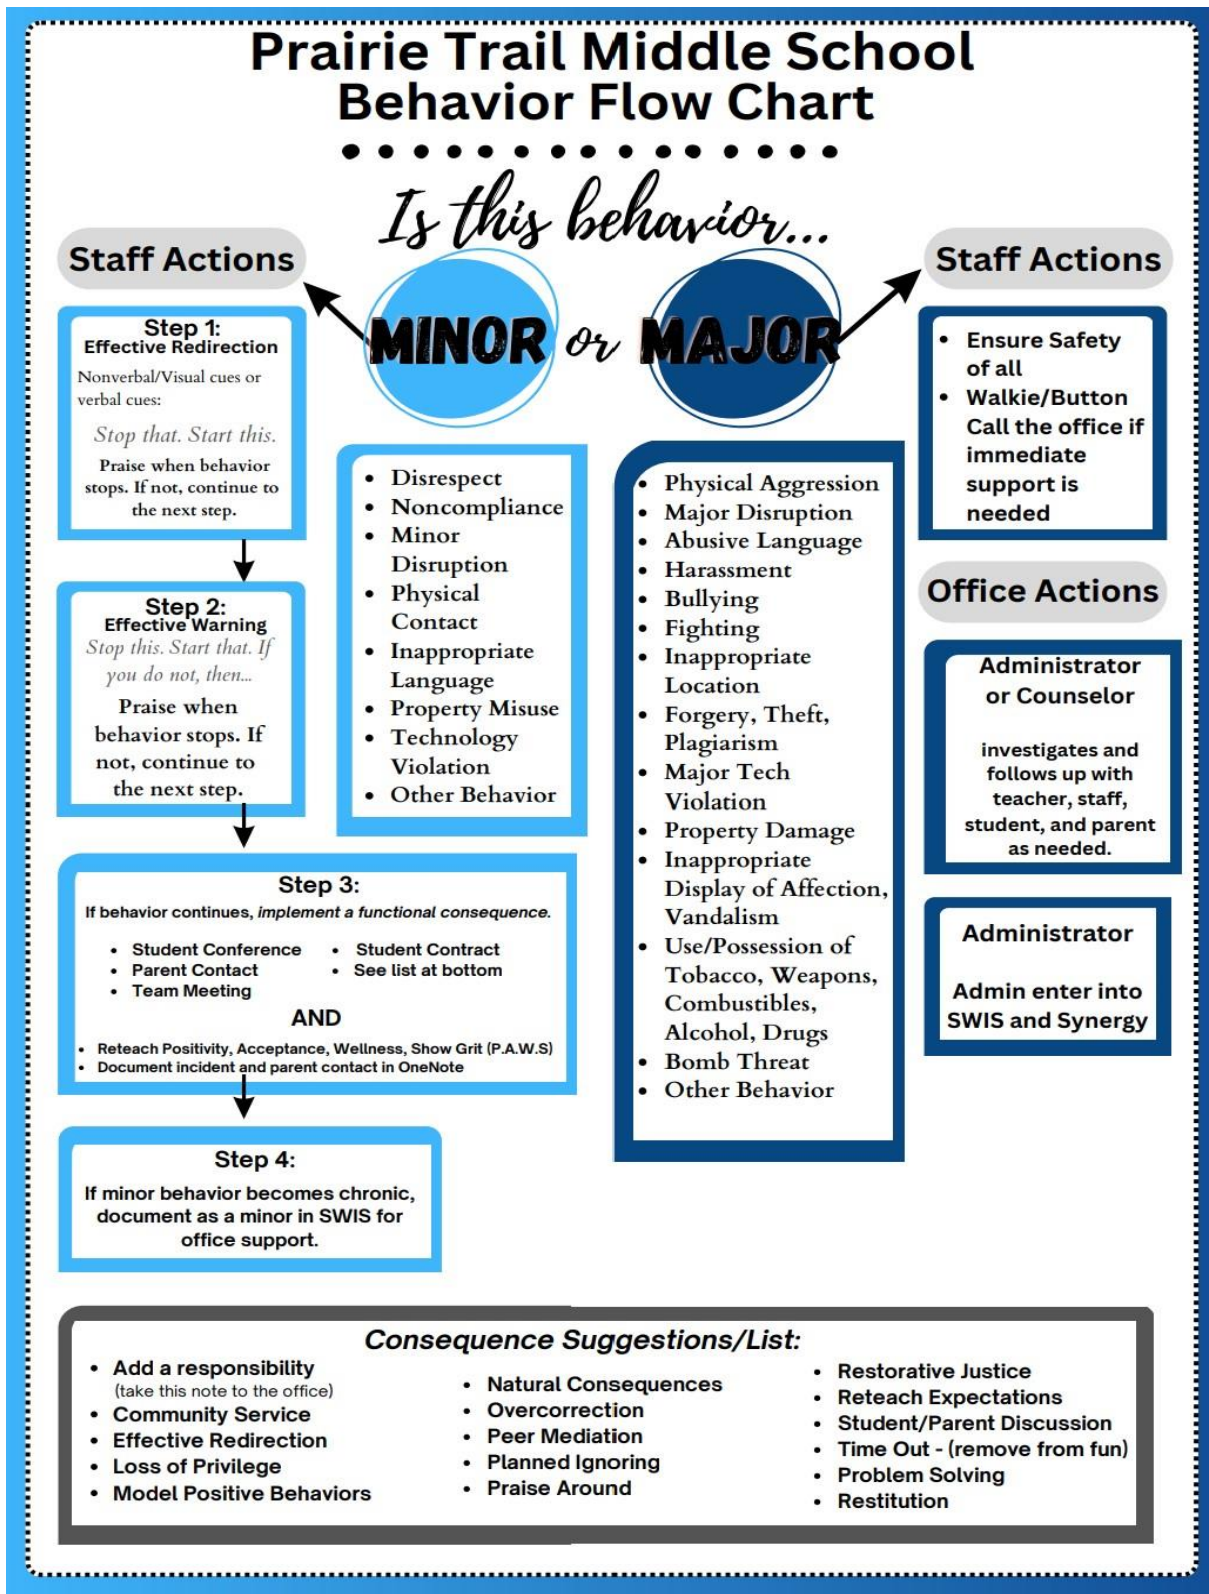 Prairie Trail Middle School
Behavior Flow Chart
Is this behavior...
MINOR or MAJOR
Staff Actions
Step 1:
Effective Redirection
Nonverbal/Visual cues or
verbal cues:
Stop that. Start this.
Praise when behavior
stops. If not, continue to
the next step.
Step 2:
Effective Warning
Stop this. Start that. If
you do not, then...
Praise when
behavior stops. If
not, continue to
the next step.
Step 3:
If behavior continues, implement a functional consequence.
• Student Conference
• Parent Contact
• Team Meeting
• Student Contract
• See list at bottom
AND
• Reteach Positivity, Acceptance, Wellness, Show Grit (P.A.W.S)
• Document incident and parent contact in OneNote
Step 4:
If minor behavior becomes chronic,
document as a minor in SWIS for
office support.
• Disrespect
• Noncompliance
• Minor
Disruption
• Physical
Contact
• Inappropriate
Language
• Property Misuse
• Technology
Violation
• Other Behavior
• Physical Aggression
• Major Disruption
• Abusive Language
• Harassment
• Bullying
• Fighting
• Inappropriate
Location
• Forgery, Theft,
Plagiarism
• Major Tech
Violation
• Property Damage
• Inappropriate
Display of Affection,
Vandalism
• Use/Possession of
Tobacco, Weapons,
Combustibles,
Alcohol, Drugs
• Bomb Threat
• Other Behavior
Staff Actions
• Ensure Safety
of all
• Walkie/Button
Call the office if
immediate
support is
needed
Office Actions
Administrator
or Counselor
investigates and
follows up with
teacher, staff,
student, and parent
as needed.
Administrator
Admin enter into
SWIS and Synergy
Consequence Suggestions/List:
• Add a responsibility
(take this note to the office)
• Community Service
• Effective Redirection
• Loss of Privilege
• Model Positive Behaviors
• Natural Consequences
• Overcorrection
• Peer Mediation
• Planned Ignoring
• Praise Around
• Restorative Justice
• Reteach Expectations
• Student/Parent Discussion
• Time Out - (remove from fun)
• Problem Solving
• Restitution